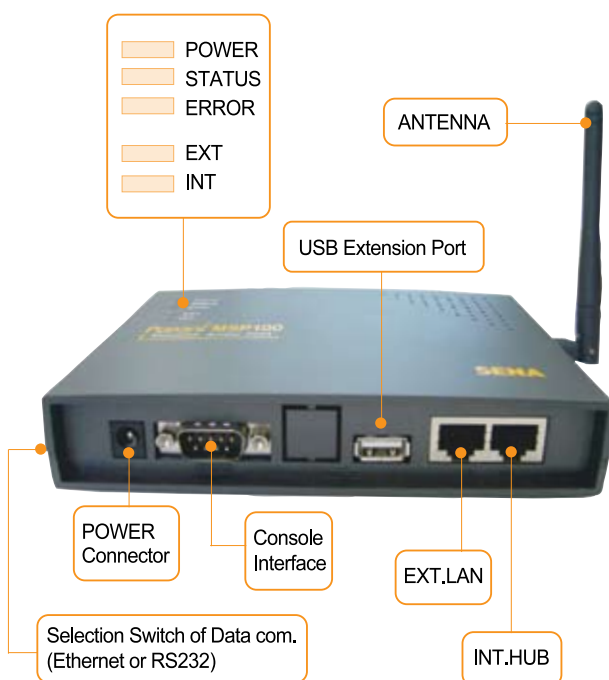 POWER
STATUS
ERROR
EXT
INT
ANTENNA
USB Extension Port
MSP100
SENA
POWER
Connector
Console
Interface
EXT.LAN
INT.HUB
Selection Switch of Data com.
(Ethernet or RS232)